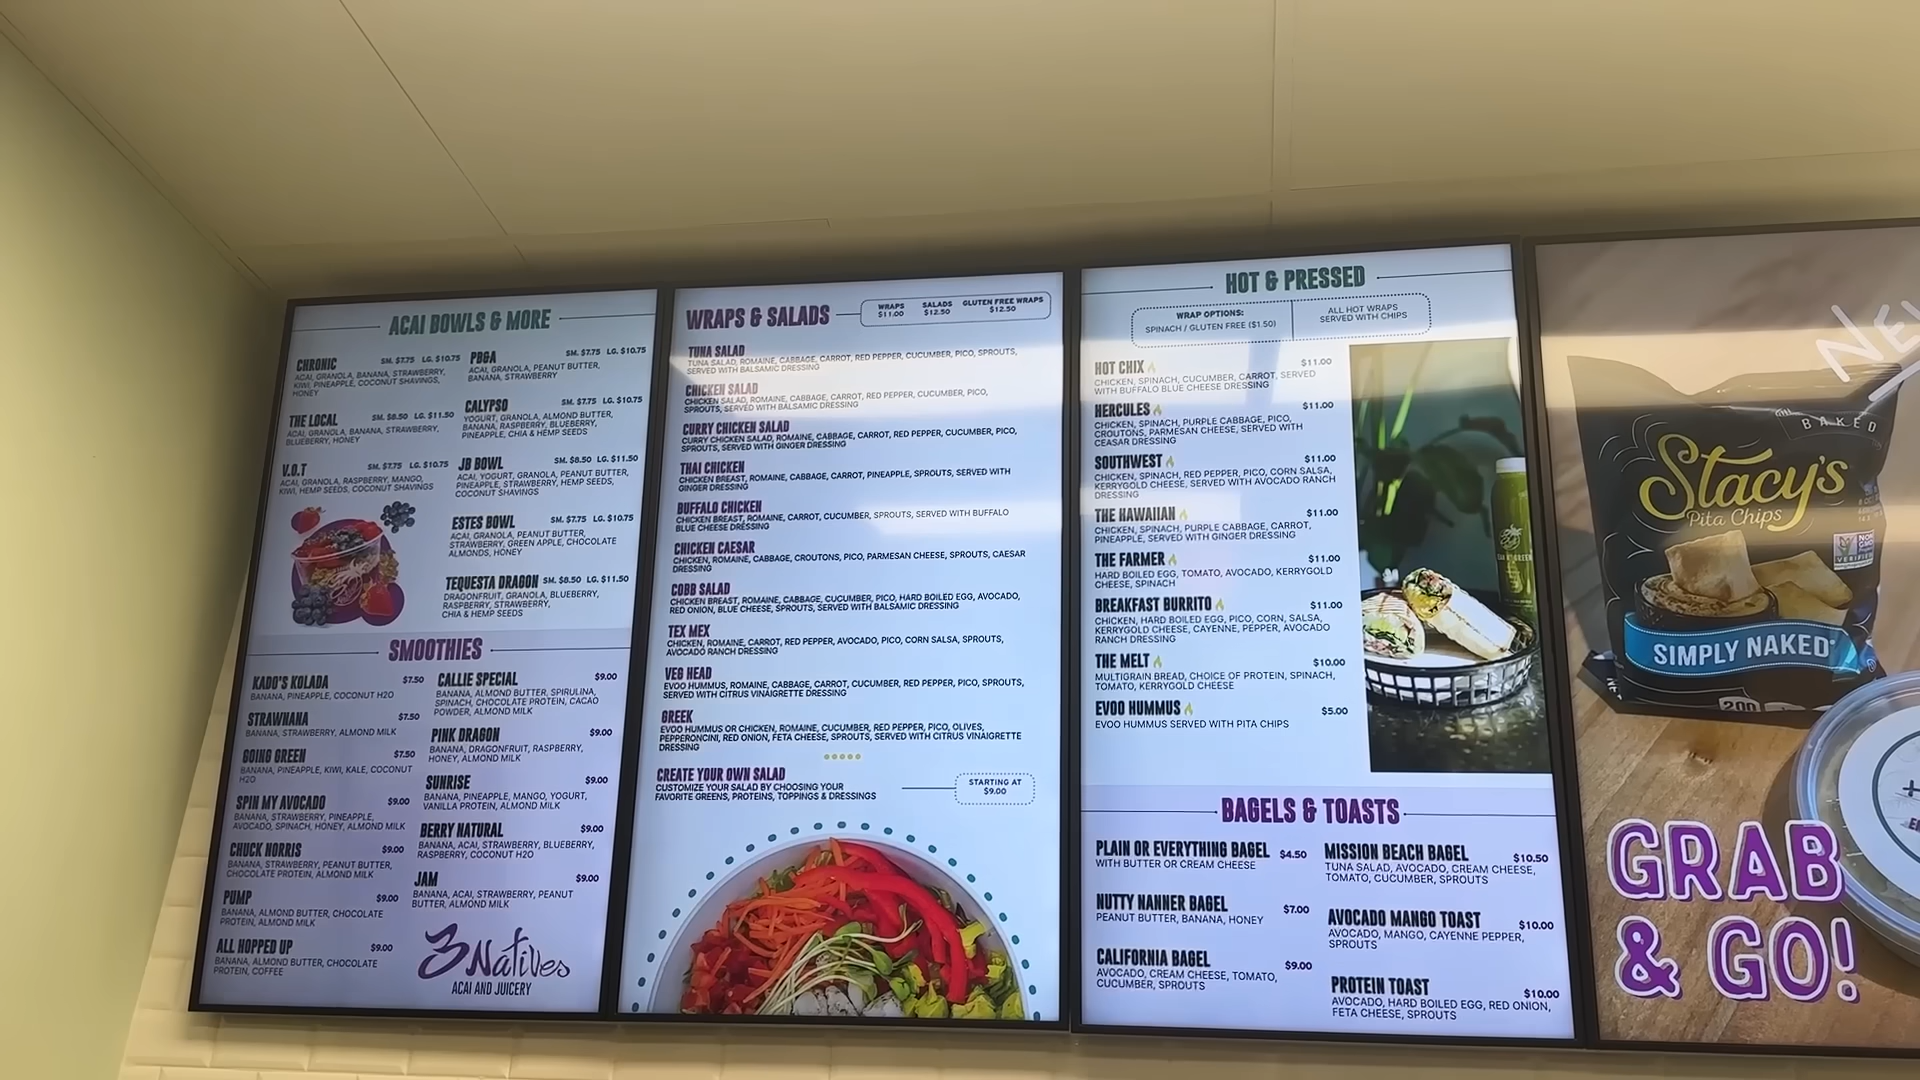 ACAI BOWLS & MORE
CHRONIC SM. $7.75 LG. $10.75
ACAI, GRANOLA, BANANA, STRAWBERRY,
KIWI, PINEAPPLE, COCONUT SHAVINGS,
HONEY
THE LOCAL SM. $8.50 LG. $11.50
ACAI, GRANOLA, BANANA, STRAWBERRY,
BLUEBERRY, HONEY
V.O.T SM. $7.75 LG. $10.75
ACAI, GRANOLA, RASPBERRY, MANGO,
KIWI, HEMP SEEDS, COCONUT SHAVINGS
PB&A SM. $7.75 LG. $10.75
ACAI, GRANOLA, PEANUT BUTTER,
BANANA, STRAWBERRY
CALYPSO SM. $7.75 LG. $10.75
YOGURT, GRANOLA, ALMOND BUTTER,
BANANA, RASPBERRY, BLUEBERRY,
PINEAPPLE, CHIA & HEMP SEEDS
JB BOWL SM. $8.50 LG. $11.50
ACAI, YOGURT, GRANOLA, PEANUT BUTTER,
PINEAPPLE, STRAWBERRY, HEMP SEEDS,
COCONUT SHAVINGS
ESTES BOWL SM. $7.75 LG. $10.75
ACAI, GRANOLA, PEANUT BUTTER,
STRAWBERRY, GREEN APPLE, CHOCOLATE
ALMONDS, HONEY
TEQUESTA DRAGON SM. $8.50 LG. $11.50
DRAGONFRUIT, GRANOLA, BLUEBERRY,
RASPBERRY, STRAWBERRY,
CHIA & HEMP SEEDS
SMOOTHIES
KADO'S KOLADA $7.50
BANANA, PINEAPPLE, COCONUT H2O
STRAWNANA $7.50
BANANA, STRAWBERRY, ALMOND MILK
GOING GREEN $7.50
BANANA, PINEAPPLE, KIWI, KALE, COCONUT
H2O
SPIN MY AVOCADO $9.00
BANANA, STRAWBERRY, PINEAPPLE,
AVOCADO, SPINACH, HONEY, ALMOND MILK
CHUCK NORRIS $9.00
BANANA, STRAWBERRY, PEANUT BUTTER,
CHOCOLATE PROTEIN, ALMOND MILK
PUMP $9.00
BANANA, ALMOND BUTTER, CHOCOLATE
PROTEIN, ALMOND MILK
ALL HOPPED UP $9.00
BANANA, ALMOND BUTTER, CHOCOLATE
PROTEIN, COFFEE
CALLIE SPECIAL $9.00
BANANA, ALMOND BUTTER, SPIRULINA,
SPINACH, CHOCOLATE PROTEIN, CACAO
POWDER, ALMOND MILK
PINK DRAGON $9.00
BANANA, DRAGONFRUIT, RASPBERRY,
HONEY, ALMOND MILK
SUNRISE $9.00
BANANA, PINEAPPLE, MANGO, YOGURT,
VANILLA PROTEIN, ALMOND MILK
BERRY NATURAL $9.00
BANANA, ACAI, STRAWBERRY, BLUEBERRY,
RASPBERRY, COCONUT H2O
JAM $9.00
BANANA, ACAI, STRAWBERRY, PEANUT
BUTTER, ALMOND MILK
3 Natives
ACAI AND JUICERY
WRAPS & SALADS
WRAPS SALADS GLUTEN FREE WRAPS
$11.00 $12.50 $12.50
TUNA SALAD
TUNA SALAD, ROMAINE, CABBAGE, CARROT, RED PEPPER, CUCUMBER, PICO, SPROUTS,
SERVED WITH BALSAMIC DRESSING
CHICKEN SALAD
CHICKEN SALAD, ROMAINE, CABBAGE, CARROT, RED PEPPER, CUCUMBER, PICO,
SPROUTS, SERVED WITH BALSAMIC DRESSING
CURRY CHICKEN SALAD
CURRY CHICKEN SALAD, ROMAINE, CABBAGE, CARROT, RED PEPPER, CUCUMBER, PICO,
SPROUTS, SERVED WITH GINGER DRESSING
THAI CHICKEN
CHICKEN BREAST, ROMAINE, CABBAGE, CARROT, PINEAPPLE, SPROUTS, SERVED WITH
GINGER DRESSING
BUFFALO CHICKEN
CHICKEN BREAST, ROMAINE, CARROT, CUCUMBER, SPROUTS, SERVED WITH BUFFALO
BLUE CHEESE DRESSING
CHICKEN CAESAR
CHICKEN, ROMAINE, CABBAGE, CROUTONS, PICO, PARMESAN CHEESE, SPROUTS, CAESAR
DRESSING
COBB SALAD
CHICKEN BREAST, ROMAINE, CABBAGE, CUCUMBER, PICO, HARD BOILED EGG, AVOCADO,
RED ONION, BLUE CHEESE, SPROUTS, SERVED WITH BALSAMIC DRESSING
TEX MEX
CHICKEN, ROMAINE, CARROT, RED PEPPER, AVOCADO, PICO, CORN SALSA, SPROUTS,
AVOCADO RANCH DRESSING
VEG HEAD
EVOO HUMMUS, ROMAINE, CABBAGE, CARROT, CUCUMBER, RED PEPPER, PICO, SPROUTS,
SERVED WITH CITRUS VINAIGRETTE DRESSING
GREEK
EVOO HUMMUS OR CHICKEN, ROMAINE, CUCUMBER, RED PEPPER, PICO, OLIVES,
PEPPERONCINI, RED ONION, FETA CHEESE, SPROUTS, SERVED WITH CITRUS VINAIGRETTE
DRESSING
CREATE YOUR OWN SALAD
CUSTOMIZE YOUR SALAD BY CHOOSING YOUR
FAVORITE GREENS, PROTEINS, TOPPINGS & DRESSINGS
STARTING AT
$9.00
HOT & PRESSED
WRAP OPTIONS:
SPINACH / GLUTEN FREE ($1.50)
ALL HOT WRAPS
SERVED WITH CHIPS
HOT CHIX $11.00
CHICKEN, SPINACH, CUCUMBER, CARROT, SERVED
WITH BUFFALO BLUE CHEESE DRESSING
HERCULES $11.00
CHICKEN, SPINACH, PURPLE CABBAGE, PICO,
CROUTONS, PARMESAN CHEESE, SERVED WITH
CEASAR DRESSING
SOUTHWEST $11.00
CHICKEN, SPINACH, RED PEPPER, PICO, CORN SALSA,
KERRYGOLD CHEESE, SERVED WITH AVOCADO RANCH
DRESSING
THE HAWAIIAN $11.00
CHICKEN, SPINACH, PURPLE CABBAGE, CARROT,
PINEAPPLE, SERVED WITH GINGER DRESSING
THE FARMER $11.00
HARD BOILED EGG, TOMATO, AVOCADO, KERRYGOLD
CHEESE, SPINACH
BREAKFAST BURRITO $11.00
CHICKEN, HARD BOILED EGG, PICO, CORN, SALSA,
KERRYGOLD CHEESE, CAYENNE, PEPPER, AVOCADO
RANCH DRESSING
THE MELT $10.00
MULTIGRAIN BREAD, CHOICE OF PROTEIN, SPINACH,
TOMATO, KERRYGOLD CHEESE
EVOO HUMMUS $5.00
EVOO HUMMUS SERVED WITH PITA CHIPS
BAGELS & TOASTS
PLAIN OR EVERYTHING BAGEL $4.50
WITH BUTTER OR CREAM CHEESE
NUTTY NANNER BAGEL $7.00
PEANUT BUTTER, BANANA, HONEY
CALIFORNIA BAGEL $9.00
AVOCADO, CREAM CHEESE, TOMATO,
CUCUMBER, SPROUTS
MISSION BEACH BAGEL $10.50
TUNA SALAD, AVOCADO, CREAM CHEESE,
TOMATO, CUCUMBER, SPROUTS
AVOCADO MANGO TOAST $10.00
AVOCADO, MANGO, CAYENNE PEPPER,
SPROUTS
PROTEIN TOAST $10.00
AVOCADO, HARD BOILED EGG, RED ONION,
FETA CHEESE, SPROUTS
BAKED
Stacy's
Pita Chips
NON
GMO
VERIFIED
SIMPLY NAKED
200
GRAB
& GO!